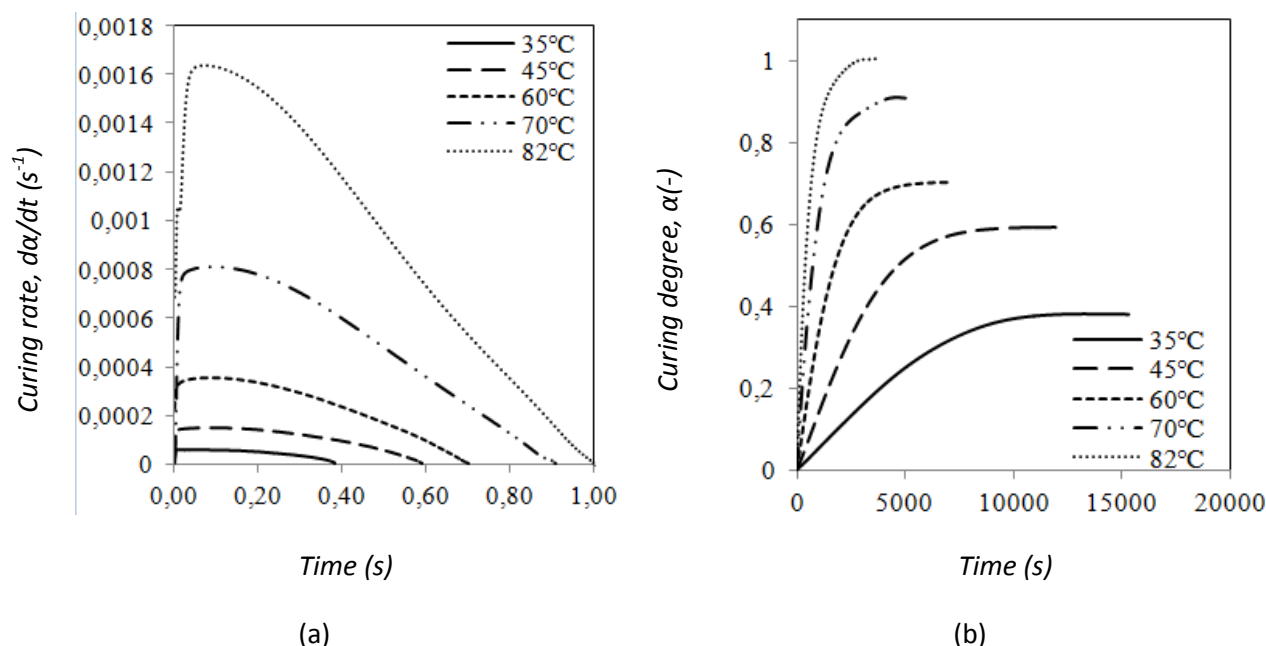 0,0018
0,0016
0,0014
0,0012
0,001
0,0008
0,0006
0,0004
0,0002
0
Curing rate, dα/dt (s⁻¹)
35°C
45°C
60°C
70°C
82°C
0,00 0,20 0,40 0,60 0,80 1,00
Time (s)
(a)
1
0,8
0,6
0,4
0,2
0
Curing degree, α(-)
35°C
45°C
60°C
70°C
82°C
0 5000 10000 15000 20000
Time (s)
(b)